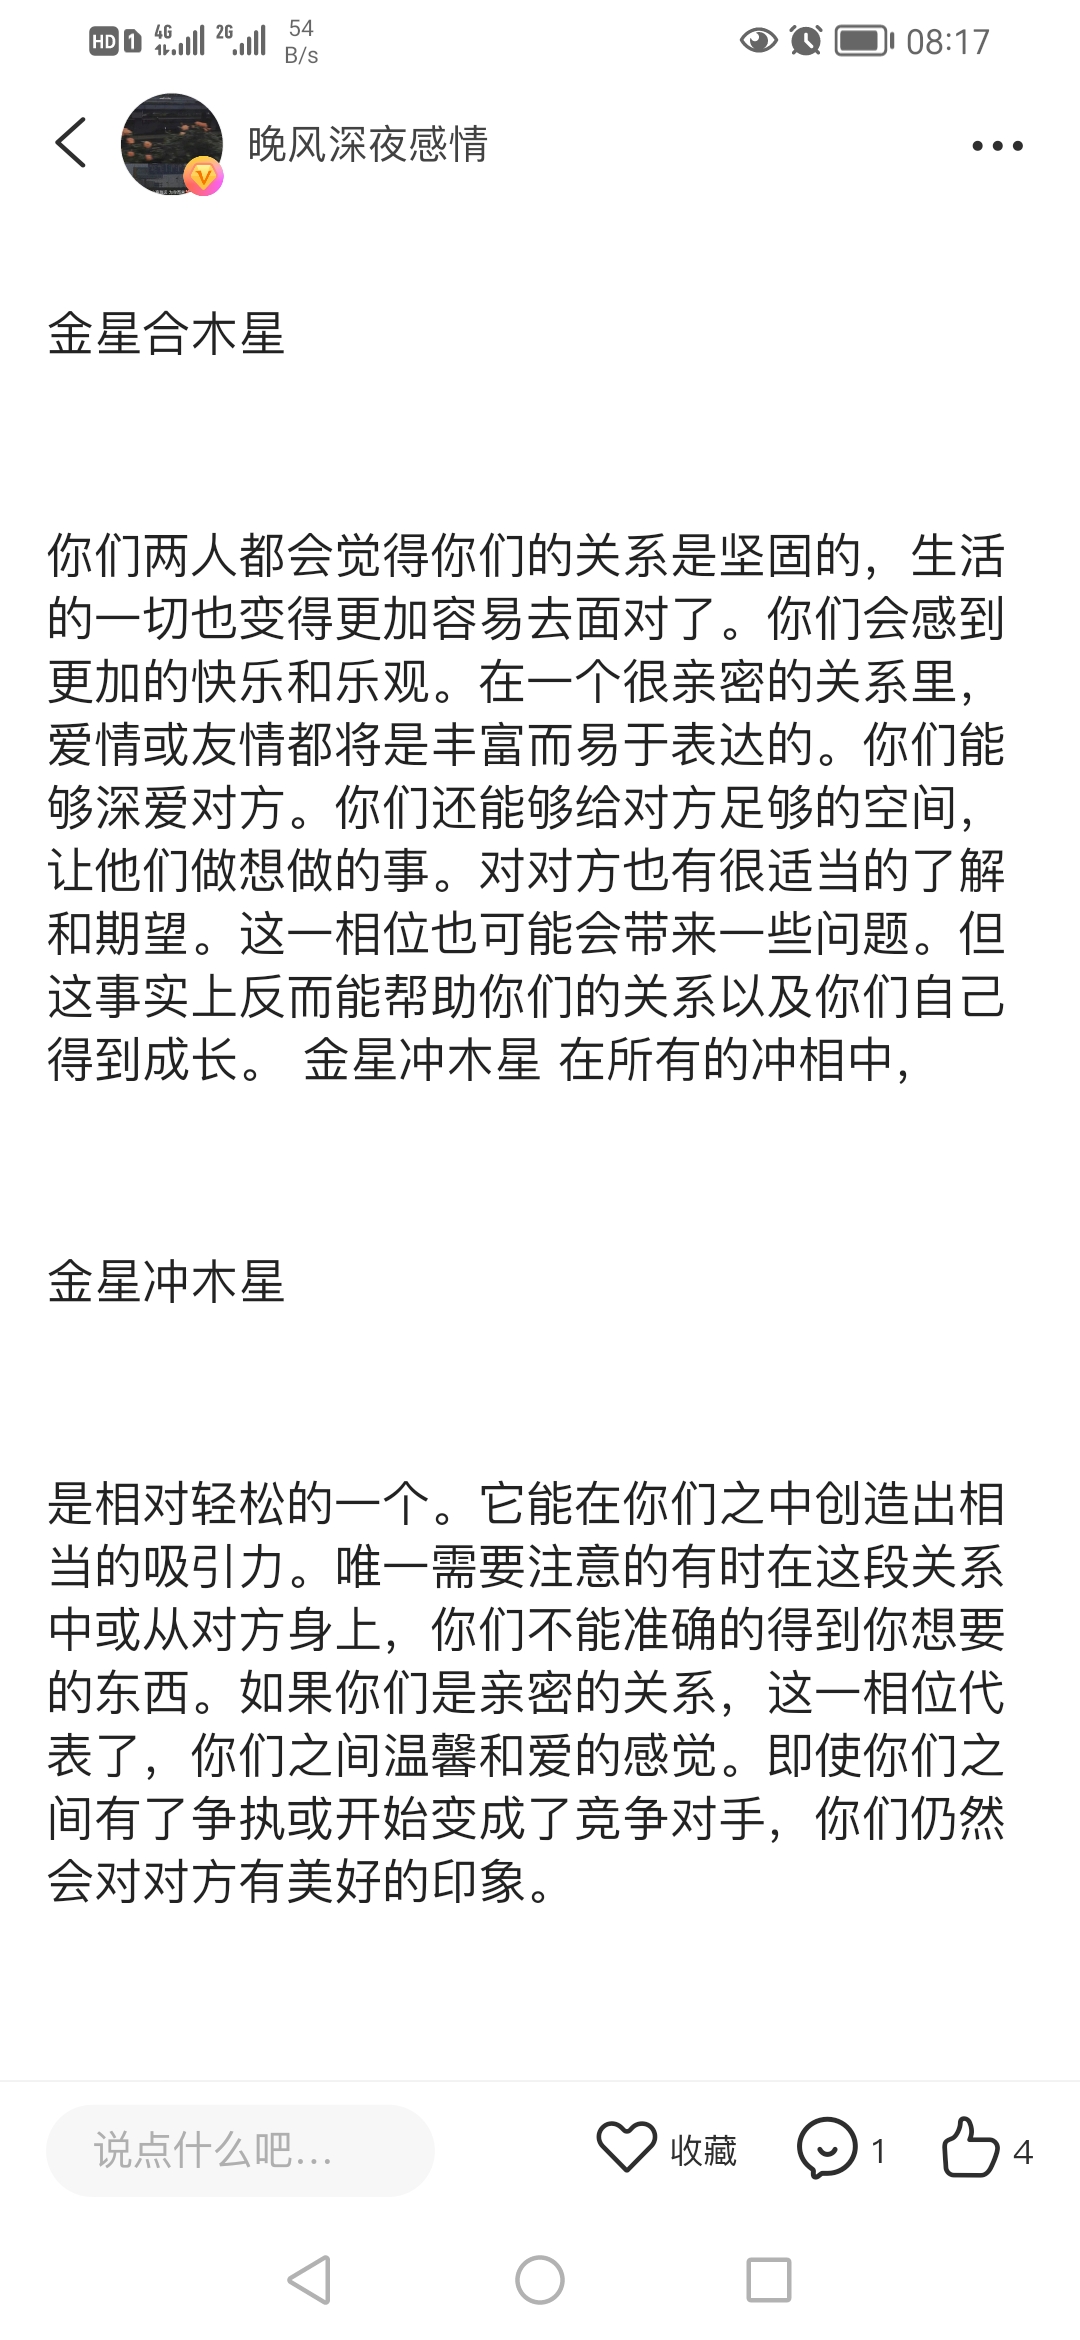 HD 1 4G 2G 54 B/s 08:17
晚风深夜感情
金星合木星
你们两人都会觉得你们的关系是坚固的，生活
的一切也变得更加容易去面对了。你们会感到
更加的快乐和乐观。在一个很亲密的关系里，
爱情或友情都将是丰富而易于表达的。你们能
够深爱对方。你们还能够给对方足够的空间，
让他们做想做的事。对对方也有很适当的了解
和期望。这一相位也可能会带来一些问题。但
这事实上反而能帮助你们的关系以及你们自己
得到成长。 金星冲木星 在所有的冲相中，
金星冲木星
是相对轻松的一个。它能在你们之中创造出相
当的吸引力。唯一需要注意的有时在这段关系
中或从对方身上，你们不能准确的得到你想要
的东西。如果你们是亲密的关系，这一相位代
表了，你们之间温馨和爱的感觉。即使你们之
间有了争执或开始变成了竞争对手，你们仍然
会对对方有美好的印象。
说点什么吧... 收藏 1 4